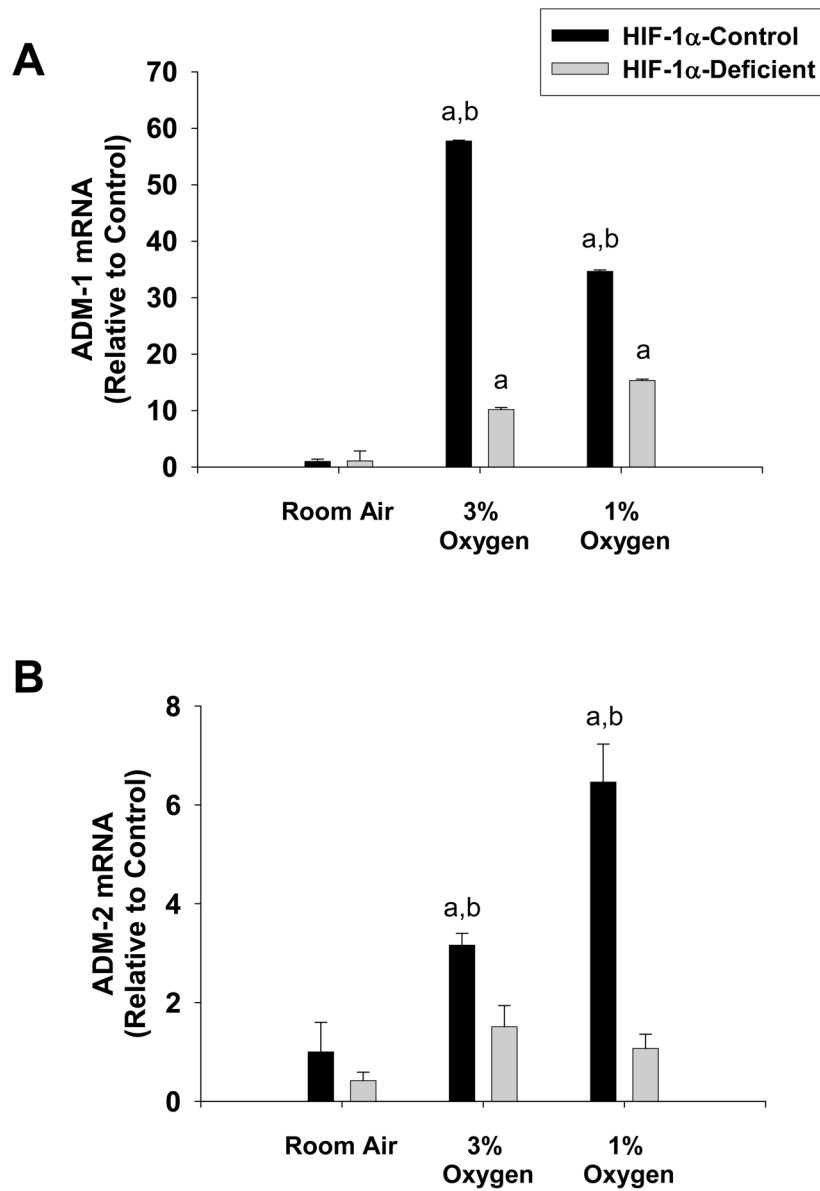 HIF-1α-Control
HIF-1α-Deficient
A
ADM-1 mRNA
(Relative to Control)
70
60
50
40
30
20
10
0
a,b
a
a,b
a
Room Air
3%
Oxygen
1%
Oxygen
B
ADM-2 mRNA
(Relative to Control)
8
6
4
2
0
a,b
a,b
Room Air
3%
Oxygen
1%
Oxygen